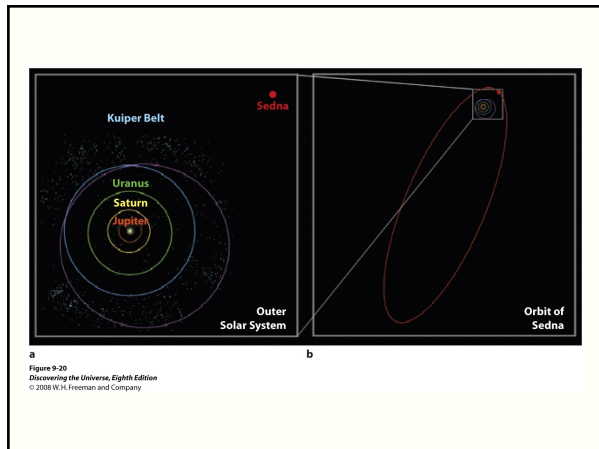 Sedna
Kuiper Belt
Uranus
Saturn
Jupiter
Outer
Solar System
Orbit of
Sedna
a
b
Figure 9-20
Discovering the Universe, Eighth Edition
© 2008 W. H. Freeman and Company